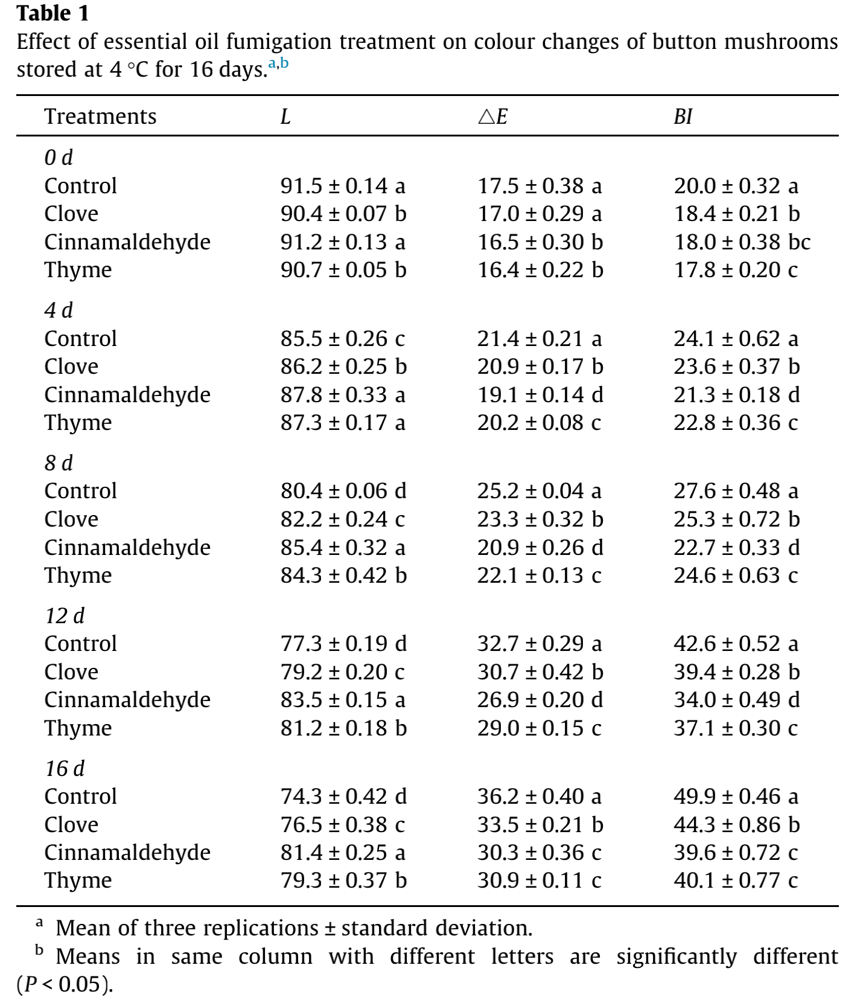 Table 1
Effect of essential oil fumigation treatment on colour changes of button mushrooms
stored at 4 °C for 16 days.a,b
Treatments L △E BI
0 d
Control 91.5 ± 0.14 a 17.5 ± 0.38 a 20.0 ± 0.32 a
Clove 90.4 ± 0.07 b 17.0 ± 0.29 a 18.4 ± 0.21 b
Cinnamaldehyde 91.2 ± 0.13 a 16.5 ± 0.30 b 18.0 ± 0.38 bc
Thyme 90.7 ± 0.05 b 16.4 ± 0.22 b 17.8 ± 0.20 c
4 d
Control 85.5 ± 0.26 c 21.4 ± 0.21 a 24.1 ± 0.62 a
Clove 86.2 ± 0.25 b 20.9 ± 0.17 b 23.6 ± 0.37 b
Cinnamaldehyde 87.8 ± 0.33 a 19.1 ± 0.14 d 21.3 ± 0.18 d
Thyme 87.3 ± 0.17 a 20.2 ± 0.08 c 22.8 ± 0.36 c
8 d
Control 80.4 ± 0.06 d 25.2 ± 0.04 a 27.6 ± 0.48 a
Clove 82.2 ± 0.24 c 23.3 ± 0.32 b 25.3 ± 0.72 b
Cinnamaldehyde 85.4 ± 0.32 a 20.9 ± 0.26 d 22.7 ± 0.33 d
Thyme 84.3 ± 0.42 b 22.1 ± 0.13 c 24.6 ± 0.63 c
12 d
Control 77.3 ± 0.19 d 32.7 ± 0.29 a 42.6 ± 0.52 a
Clove 79.2 ± 0.20 c 30.7 ± 0.42 b 39.4 ± 0.28 b
Cinnamaldehyde 83.5 ± 0.15 a 26.9 ± 0.20 d 34.0 ± 0.49 d
Thyme 81.2 ± 0.18 b 29.0 ± 0.15 c 37.1 ± 0.30 c
16 d
Control 74.3 ± 0.42 d 36.2 ± 0.40 a 49.9 ± 0.46 a
Clove 76.5 ± 0.38 c 33.5 ± 0.21 b 44.3 ± 0.86 b
Cinnamaldehyde 81.4 ± 0.25 a 30.3 ± 0.36 c 39.6 ± 0.72 c
Thyme 79.3 ± 0.37 b 30.9 ± 0.11 c 40.1 ± 0.77 c
a Mean of three replications ± standard deviation.
b Means in same column with different letters are significantly different
(P < 0.05).